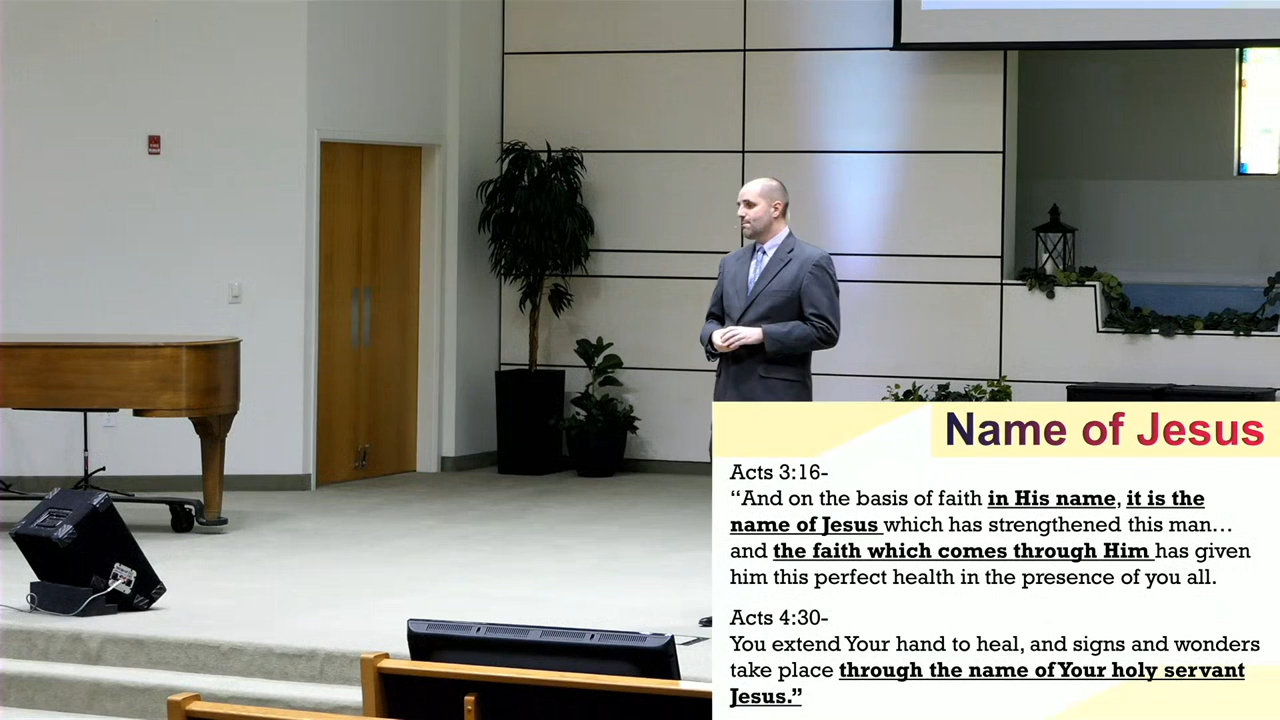 Name of Jesus
Acts 3:16-
“And on the basis of faith in His name, it is the
name of Jesus which has strengthened this man…
and the faith which comes through Him has given
him this perfect health in the presence of you all.
Acts 4:30-
You extend Your hand to heal, and signs and wonders
take place through the name of Your holy servant
Jesus.”